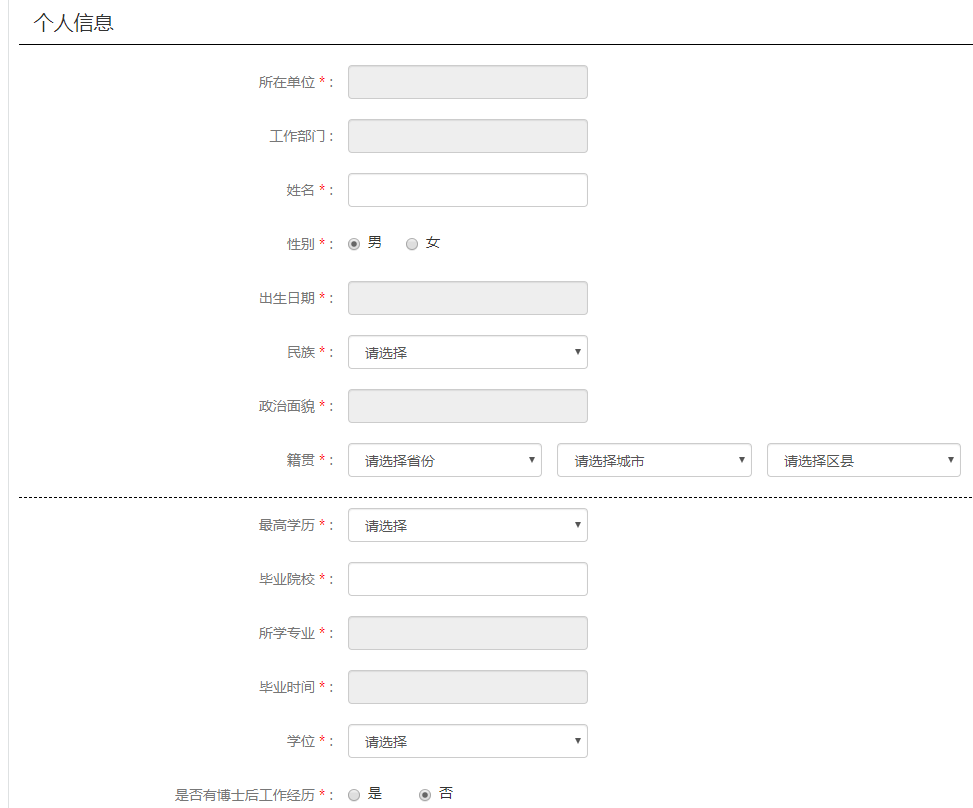 个人信息
所在单位 * :
工作部门 :
姓名 * :
性别 * : 男 女
出生日期 * :
民族 * : 请选择
政治面貌 * :
籍贯 * : 请选择省份 请选择城市 请选择区县
最高学历 * : 请选择
毕业院校 * :
所学专业 * :
毕业时间 * :
学位 * : 请选择
是否有博士后工作经历 * : 是 否